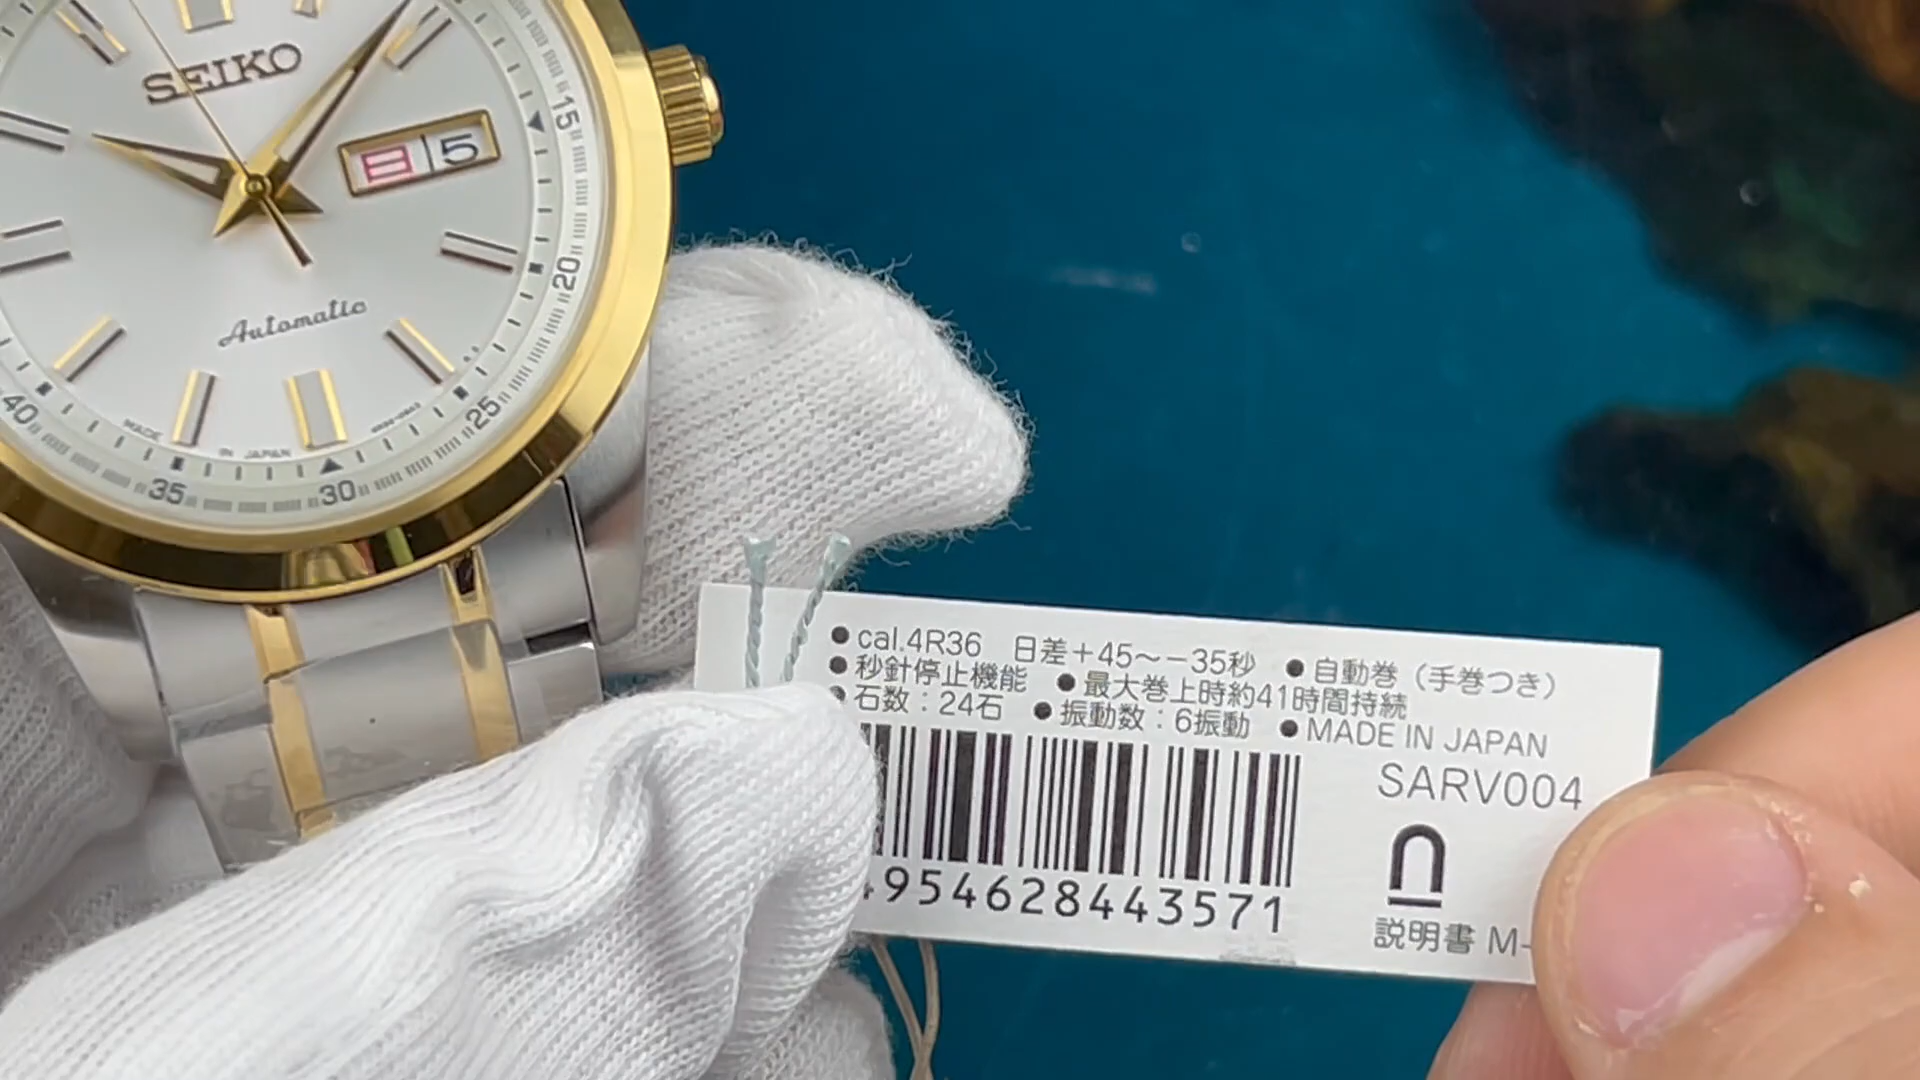 SEIKO
日 5
Automatic
15
20
25
30
35
40
MADE IN JAPAN
● cal.4R36 日差+45～−35秒 ● 自動巻（手巻つき）
● 秒針停止機能 ● 最大巻上時約41時間持続
● 石数：24石 ● 振動数：6振動 ● MADE IN JAPAN
SARV004
4954628443571
説明書 M-